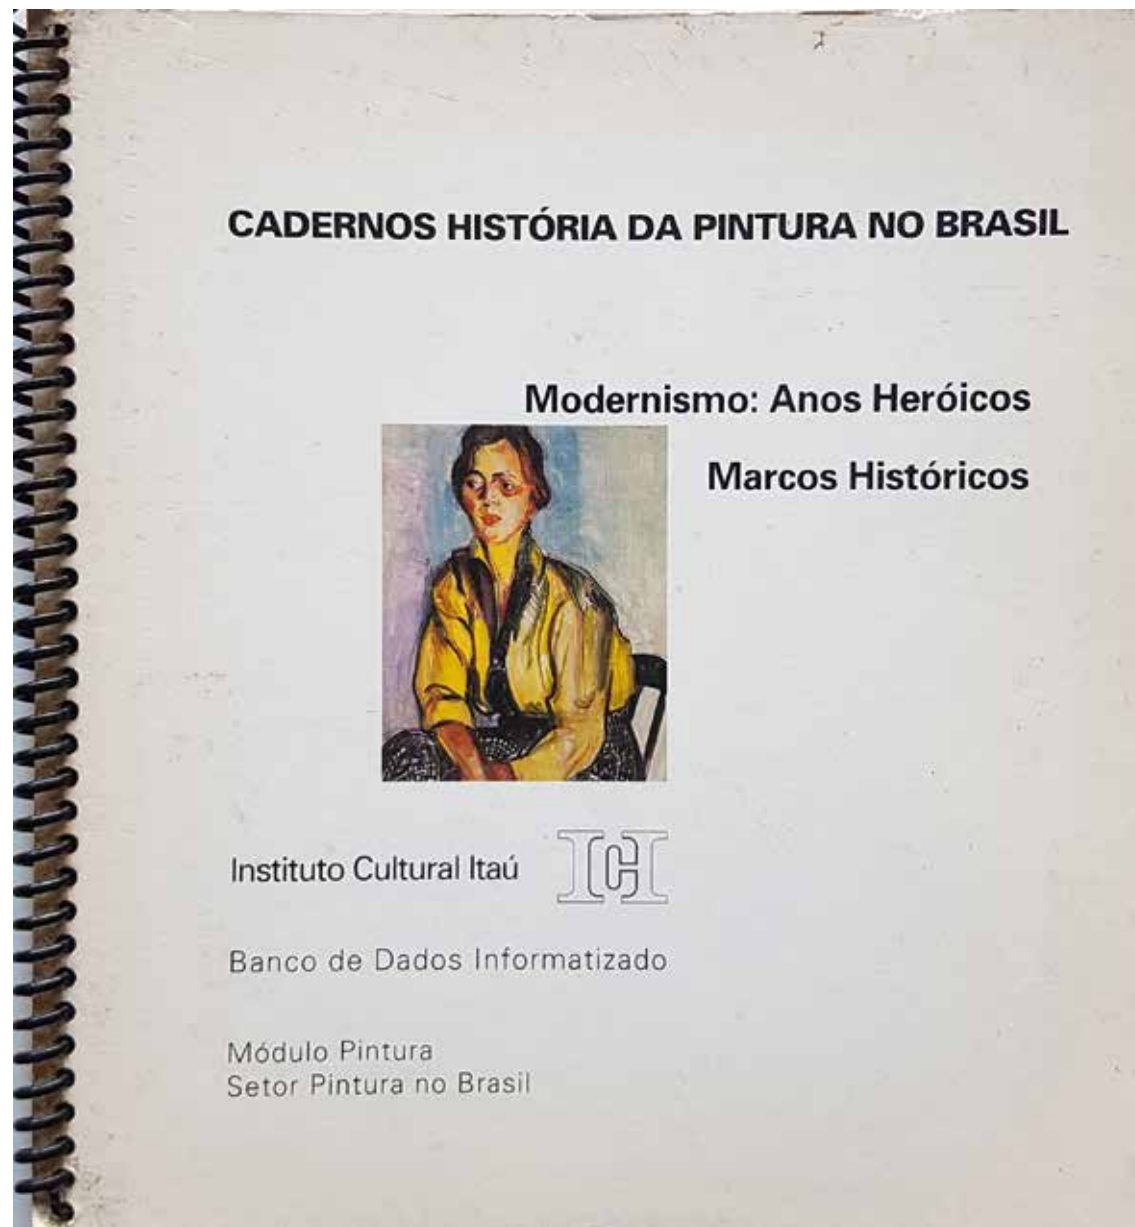 CADERNOS HISTÓRIA DA PINTURA NO BRASIL
Modernismo: Anos Heróicos
Marcos Históricos
Instituto Cultural Itaú
ICI
Banco de Dados Informatizado
Módulo Pintura
Setor Pintura no Brasil